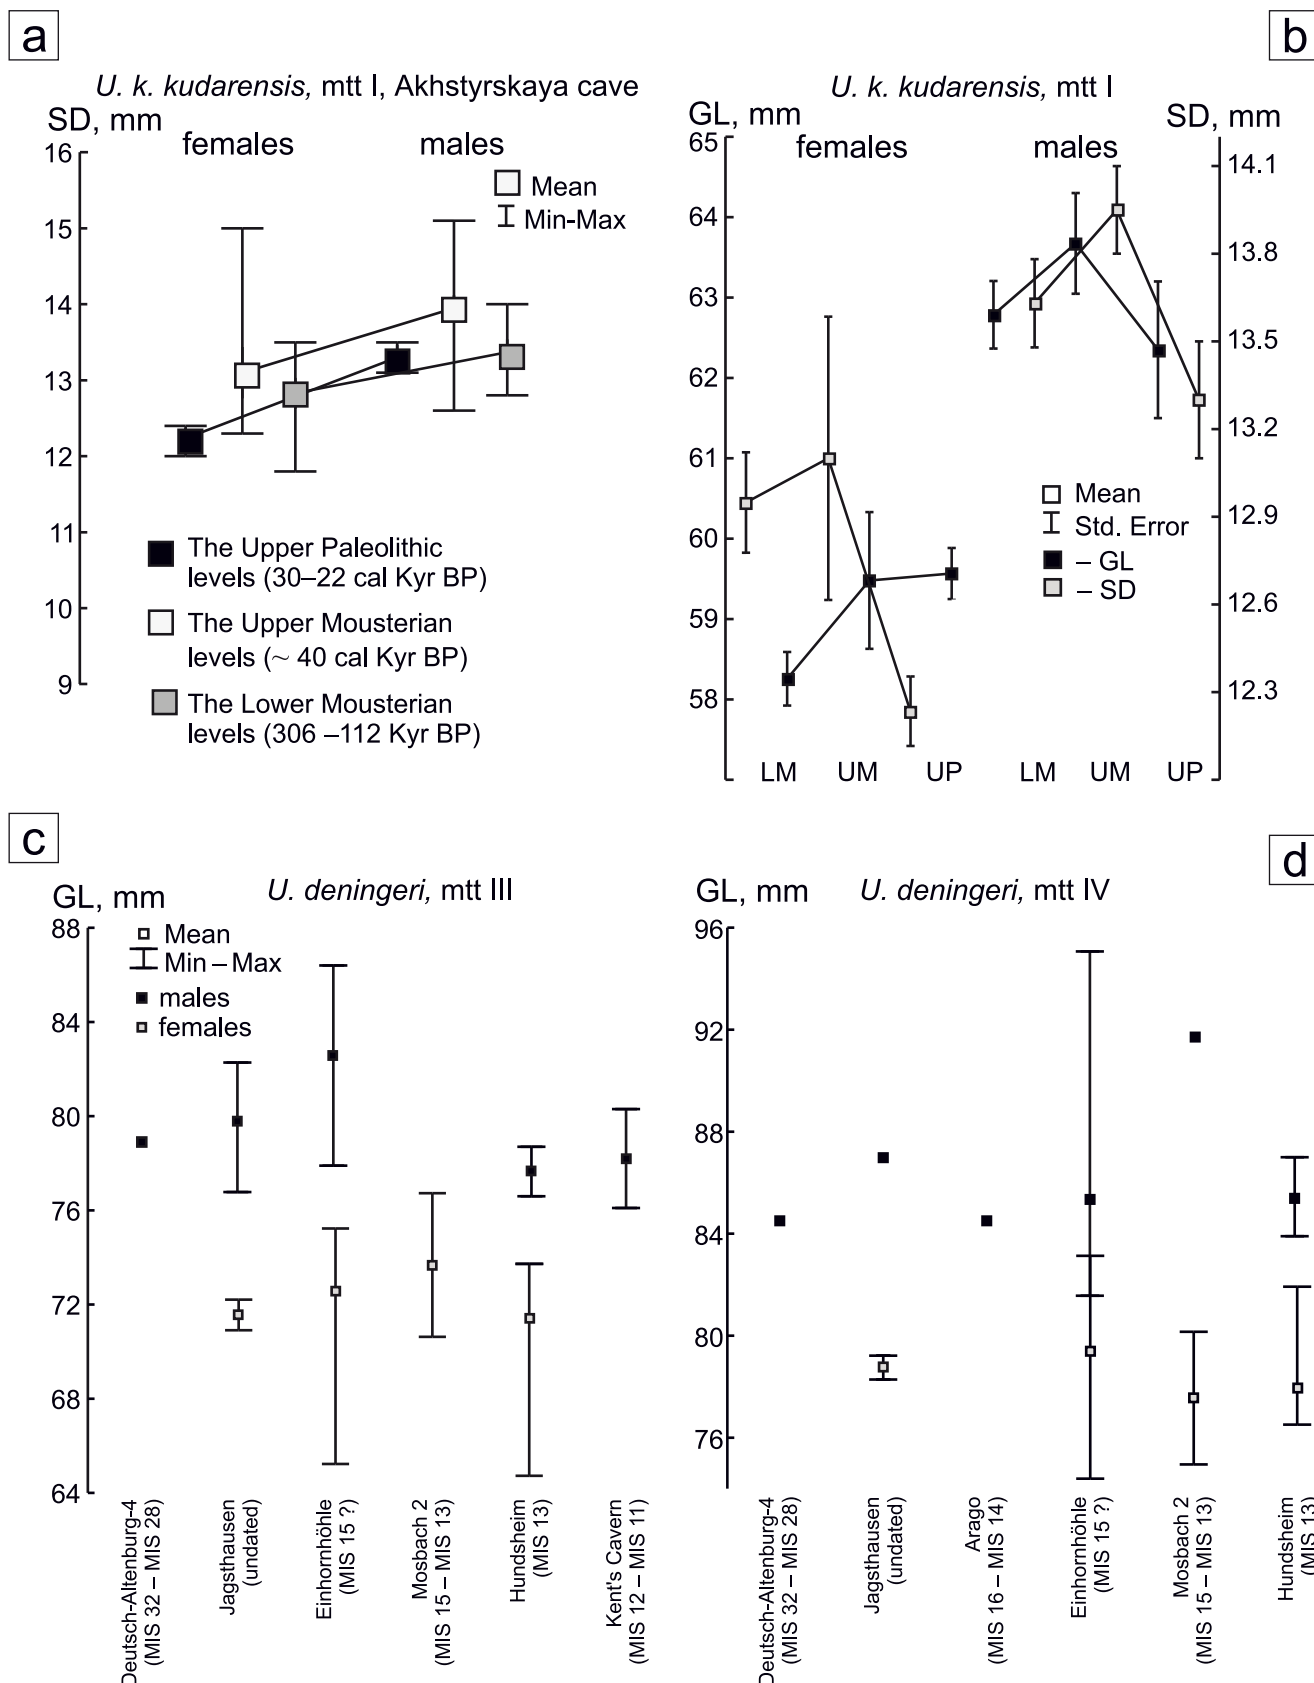 a
U. k. kudarensis, mtt I, Akhstyrskaya cave
SD, mm
females
males
Mean
Min-Max
16
15
14
13
12
11
10
9
The Upper Paleolithic
levels (30–22 cal Kyr BP)
The Upper Mousterian
levels (~ 40 cal Kyr BP)
The Lower Mousterian
levels (306 –112 Kyr BP)
b
U. k. kudarensis, mtt I
GL, mm
SD, mm
females
males
65
64
63
62
61
60
59
58
14.1
13.8
13.5
13.2
12.9
12.6
12.3
Mean
Std. Error
– GL
– SD
LM
UM
UP
LM
UM
UP
c
GL, mm
U. deningeri, mtt III
Mean
Min – Max
males
females
88
84
80
76
72
68
64
Deutsch-Altenburg-4
(MIS 32 – MIS 28)
Jagsthausen
(undated)
Einhornhöhle
(MIS 15 ?)
Mosbach 2
(MIS 15 – MIS 13)
Hundsheim
(MIS 13)
Kent's Cavern
(MIS 12 – MIS 11)
d
GL, mm
U. deningeri, mtt IV
96
92
88
84
80
76
Deutsch-Altenburg-4
(MIS 32 – MIS 28)
Jagsthausen
(undated)
Arago
(MIS 16 – MIS 14)
Einhornhöhle
(MIS 15 ?)
Mosbach 2
(MIS 15 – MIS 13)
Hundsheim
(MIS 13)